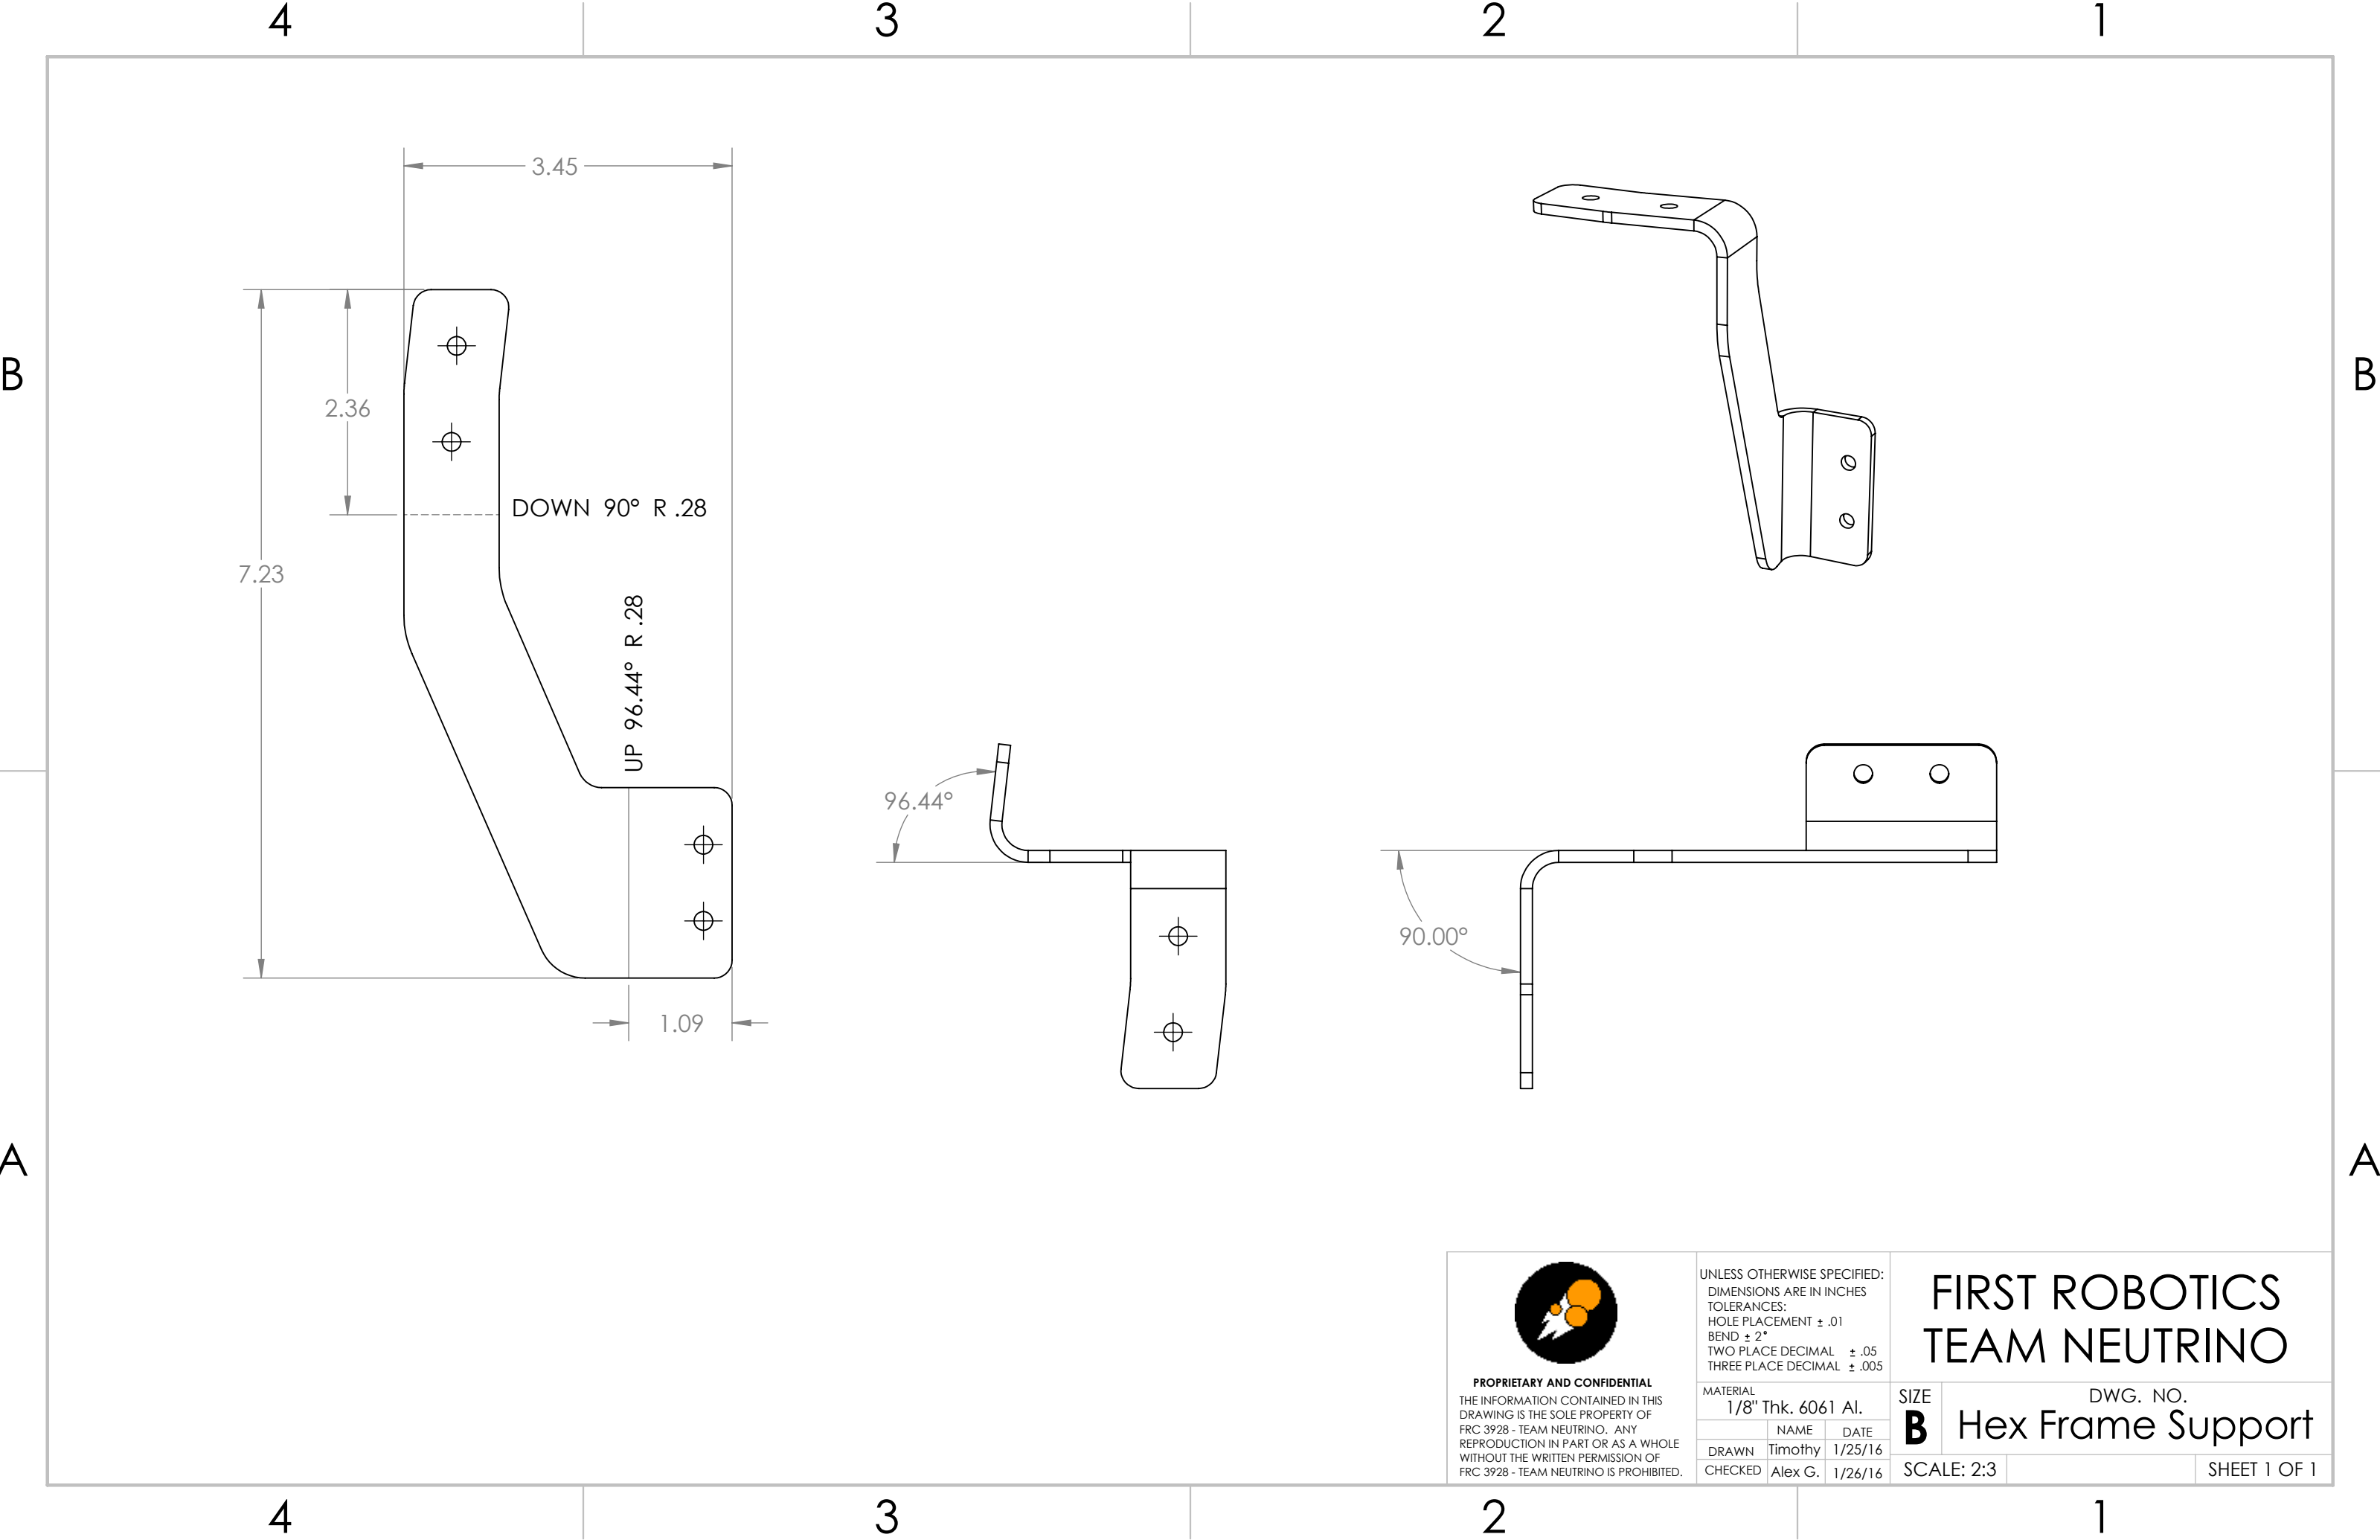 4 3 2 1
B B
A A
3.45
2.36
DOWN 90° R .28
7.23
UP 96.44° R .28
1.09
96.44°
90.00°
PROPRIETARY AND CONFIDENTIAL
THE INFORMATION CONTAINED IN THIS
DRAWING IS THE SOLE PROPERTY OF
FRC 3928 - TEAM NEUTRINO. ANY
REPRODUCTION IN PART OR AS A WHOLE
WITHOUT THE WRITTEN PERMISSION OF
FRC 3928 - TEAM NEUTRINO IS PROHIBITED.
UNLESS OTHERWISE SPECIFIED:
DIMENSIONS ARE IN INCHES
TOLERANCES:
HOLE PLACEMENT ± .01
BEND ± 2°
TWO PLACE DECIMAL ± .05
THREE PLACE DECIMAL ± .005
MATERIAL
1/8" Thk. 6061 Al.
NAME DATE
DRAWN Timothy 1/25/16
CHECKED Alex G. 1/26/16
FIRST ROBOTICS
TEAM NEUTRINO
SIZE
B
DWG. NO.
Hex Frame Support
SCALE: 2:3
SHEET 1 OF 1
4 3 2 1